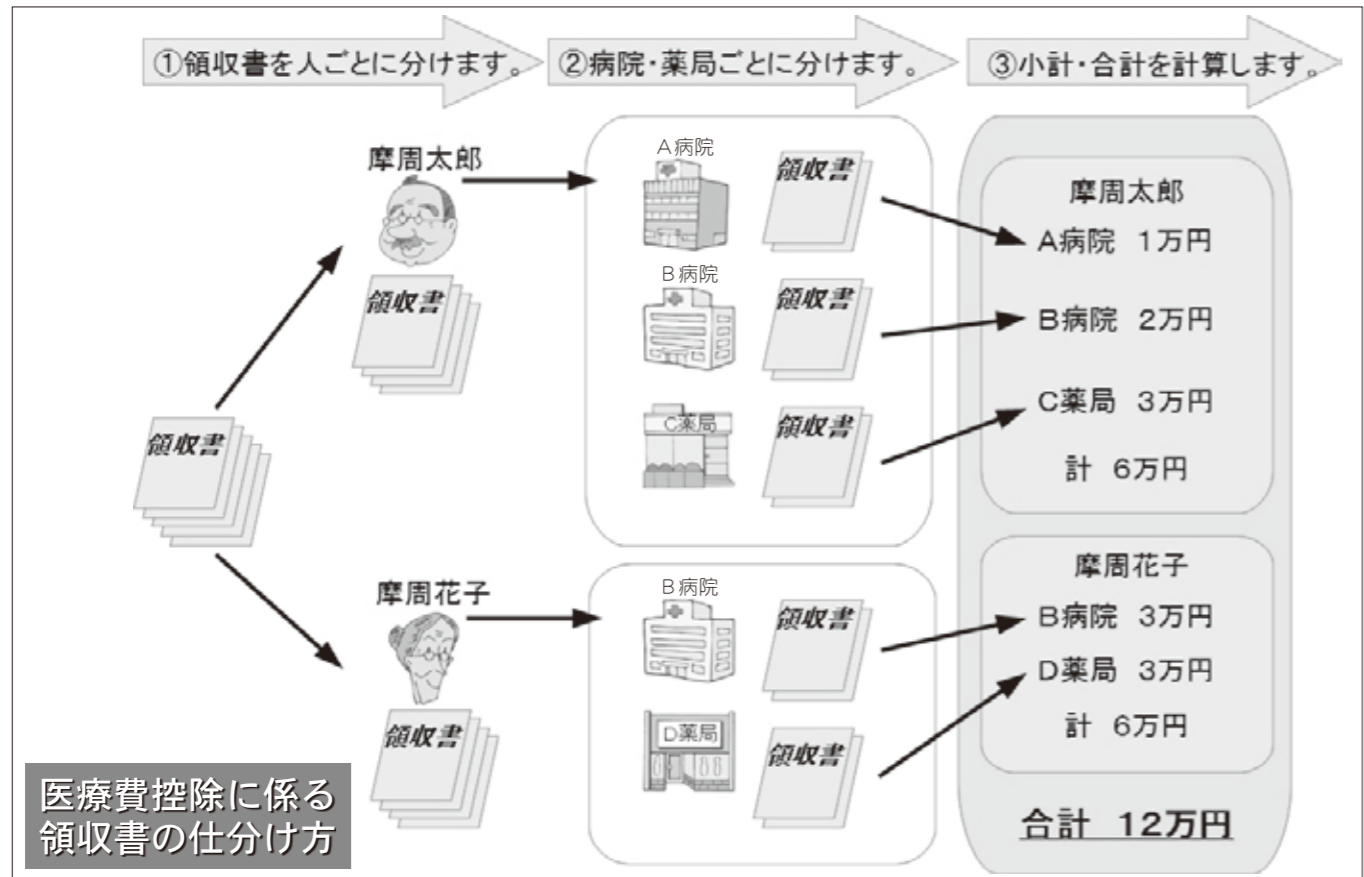 ①領収書を人ごとに分けます。
②病院・薬局ごとに分けます。
③小計・合計を計算します。
領収書
摩周太郎
領収書
A病院
領収書
B病院
領収書
C薬局
領収書
摩周花子
領収書
B病院
領収書
D薬局
領収書
摩周太郎
A病院 1万円
B病院 2万円
C薬局 3万円
計 6万円
摩周花子
B病院 3万円
D薬局 3万円
計 6万円
合計 12万円
医療費控除に係る
領収書の仕分け方